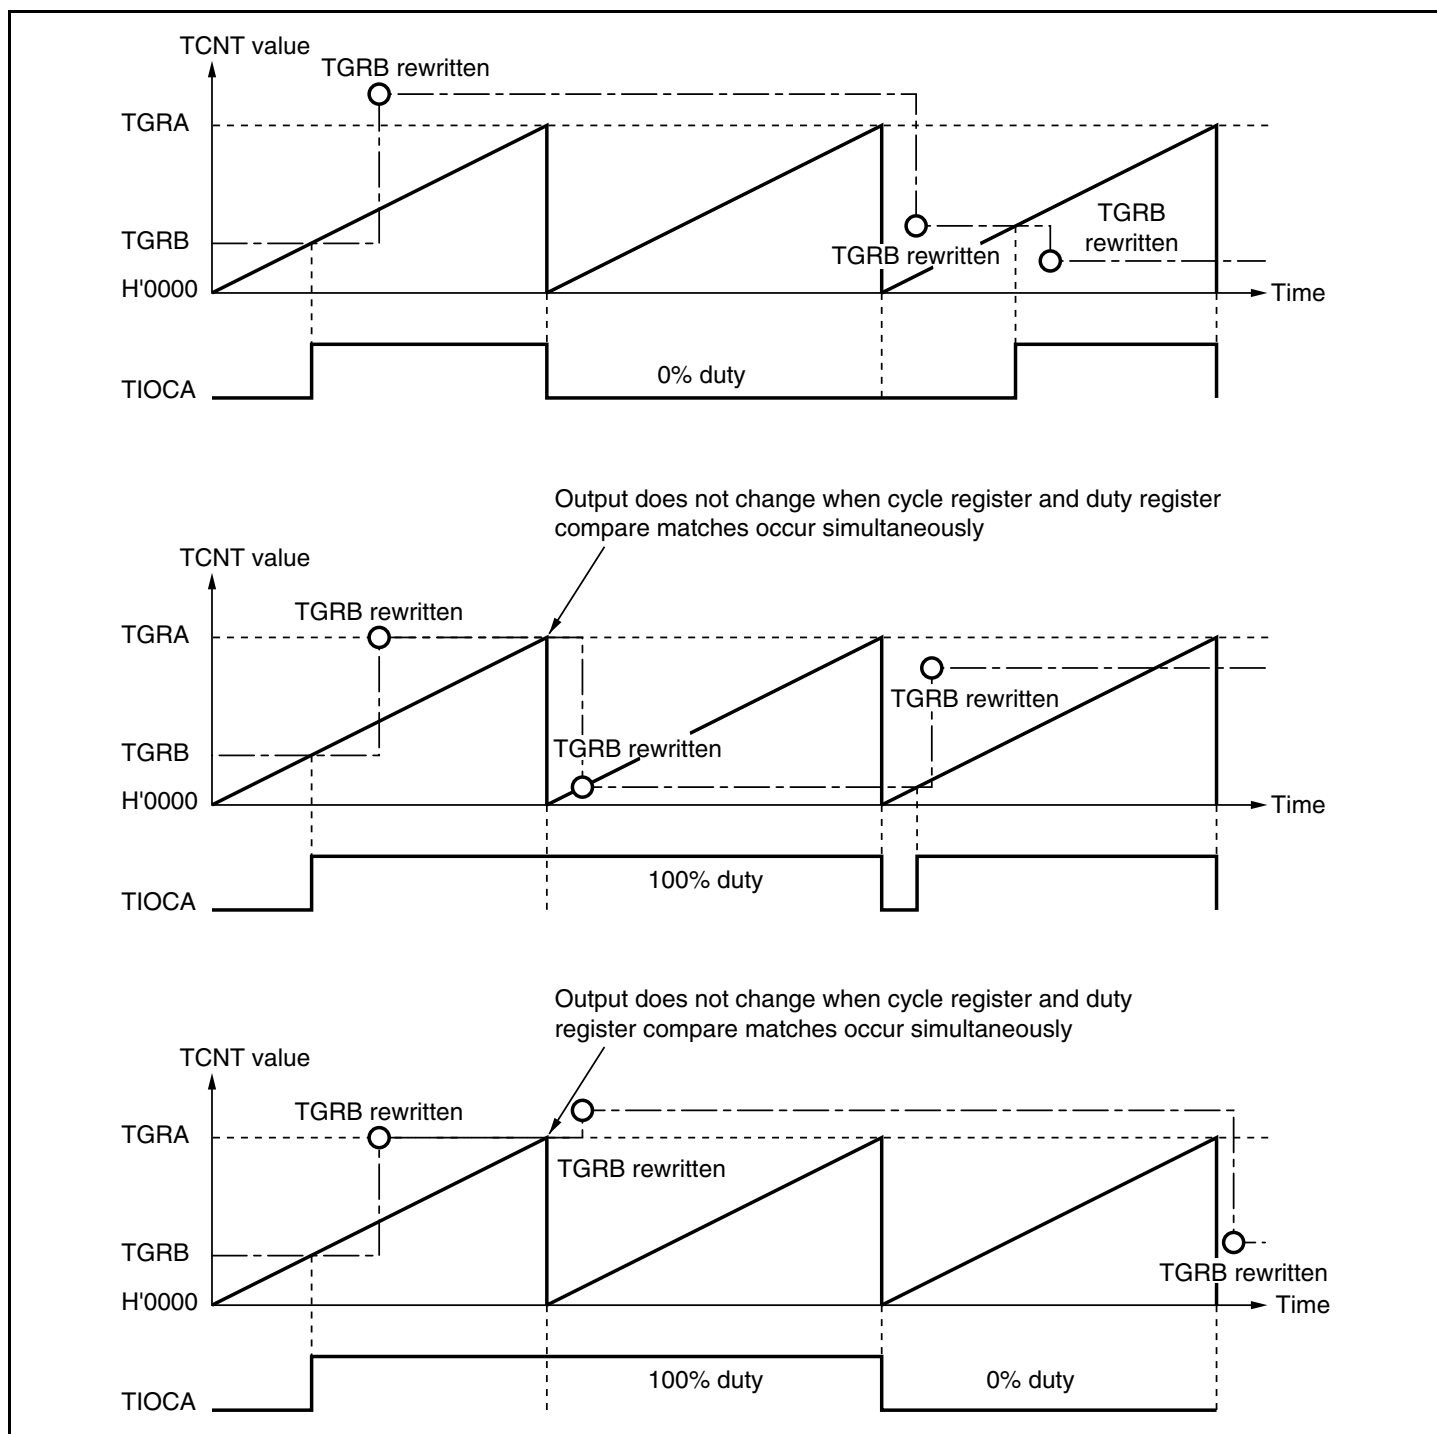 TCNT value
TGRB rewritten
TGRA
TGRB
rewritten
TGRB
TGRB rewritten
H'0000
Time
0% duty
TIOCA
Output does not change when cycle register and duty register
compare matches occur simultaneously
TCNT value
TGRB rewritten
TGRA
TGRB rewritten
TGRB
TGRB rewritten
H'0000
Time
100% duty
TIOCA
Output does not change when cycle register and duty
register compare matches occur simultaneously
TCNT value
TGRB rewritten
TGRA
TGRB rewritten
TGRB
TGRB rewritten
H'0000
Time
100% duty
0% duty
TIOCA